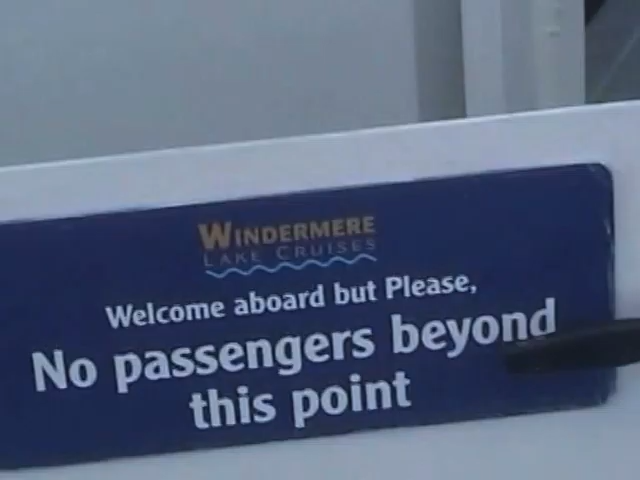 WINDERMERE
LAKE CRUISES
Welcome aboard but Please,
No passengers beyond
this point